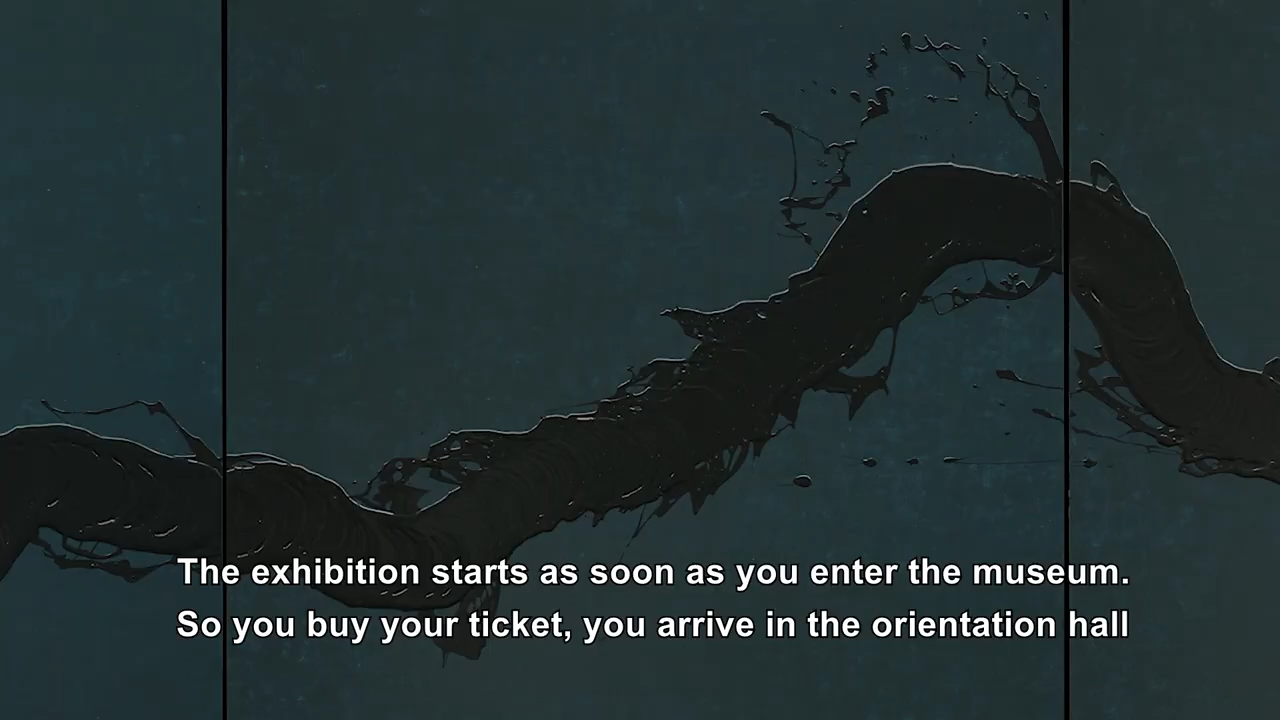 The exhibition starts as soon as you enter the museum.
So you buy your ticket, you arrive in the orientation hall